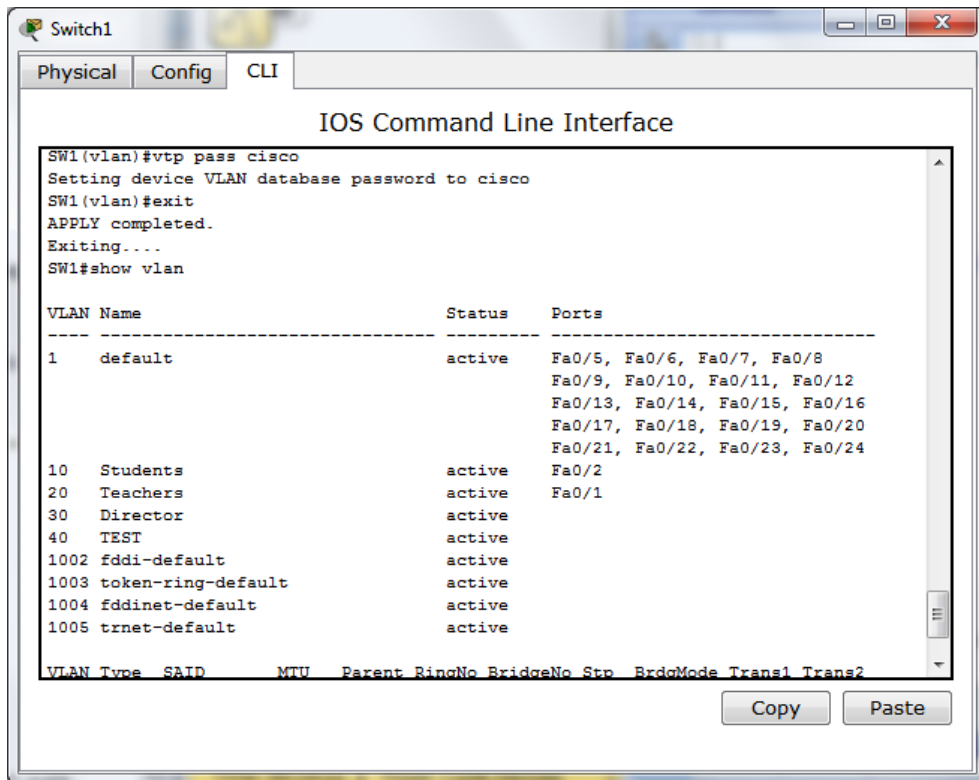 Switch1
Physical Config CLI
IOS Command Line Interface
SW1(vlan)#vtp pass cisco
Setting device VLAN database password to cisco
SW1(vlan)#exit
APPLY completed.
Exiting....
SW1#show vlan
VLAN Name                             Status    Ports
---- -------------------------------- --------- -------------------------------
1    default                          active    Fa0/5, Fa0/6, Fa0/7, Fa0/8
                                                Fa0/9, Fa0/10, Fa0/11, Fa0/12
                                                Fa0/13, Fa0/14, Fa0/15, Fa0/16
                                                Fa0/17, Fa0/18, Fa0/19, Fa0/20
                                                Fa0/21, Fa0/22, Fa0/23, Fa0/24
10   Students                         active    Fa0/2
20   Teachers                         active    Fa0/1
30   Director                         active
40   TEST                             active
1002 fddi-default                     active
1003 token-ring-default               active
1004 fddinet-default                  active
1005 trnet-default                    active
VLAN Type  SAID       MTU   Parent RingNo BridgeNo Stp  BrdgMode Trans1 Trans2
Copy Paste